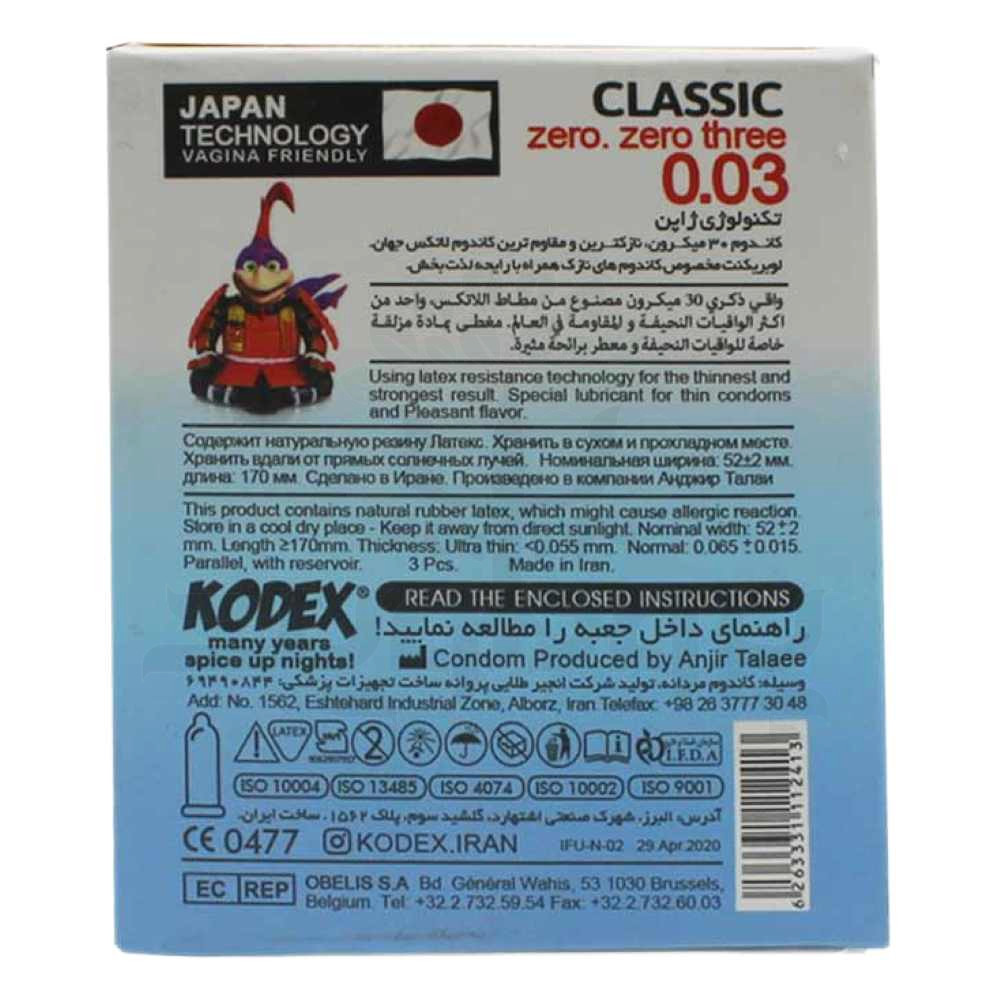 JAPAN
TECHNOLOGY
VAGINA FRIENDLY
CLASSIC
zero. zero three
0.03
تکنولوژی ژاپن
کاندوم ۳۰ میکرون، نازکترین و مقاوم ترین کاندوم لاتکس جهان.
لوبریکنت مخصوص کاندوم های نازک همراه با رایحه لذت بخش.
واقي ذكري 30 ميكرون مصنوع من مطاط اللاتكس، واحد من
اكثر الواقيات النحيفة و المقاومة في العالم. مغطى بمادة مزلقة
خاصة للواقيات النحيفة و معطر برائحة مثيرة.
Using latex resistance technology for the thinnest and
strongest result. Special lubricant for thin condoms
and Pleasant flavor.
Содержит натуральную резину Латекс. Хранить в сухом и прохладном месте.
Хранить вдали от прямых солнечных лучей. Номинальная ширина: 52±2 мм.
длина: 170 мм. Сделано в Иране. Произведено в компании Анджир Талаи
This product contains natural rubber latex, which might cause allergic reaction.
Store in a cool dry place - Keep it away from direct sunlight. Nominal width: 52±2
mm. Length ≥170mm. Thickness: Ultra thin: <0.055 mm. Normal: 0.065 ±0.015.
Parallel, with reservoir. 3 Pcs. Made in Iran.
KODEX®
many years
spice up nights!
READ THE ENCLOSED INSTRUCTIONS
راهنمای داخل جعبه را مطالعه نمایید!
Condom Produced by Anjir Talaee
وسیله: کاندوم مردانه، تولید شرکت انجیر طلایی پروانه ساخت تجهیزات پزشکی: ۶۹۴۹۰۸۴۴
Add: No. 1562, Eshtehard Industrial Zone, Alborz, Iran Telefax: +98 26 3777 30 48
LATEX
2
I.F.D.A
ISO 10004 ISO 13485 ISO 4074 ISO 10002 ISO 9001
آدرس: البرز، شهرک صنعتی اشتهارد، گلشید سوم، پلاک ۱۵۶۲ . ساخت ایران.
CE 0477 KODEX.IRAN IFU-N-02 29 Apr 2020
EC REP
OBELIS S.A Bd. Général Wahis, 53 1030 Brussels,
Belgium. Tel: +32.2.732.59.54 Fax: +32.2.732.60.03
6263331112413